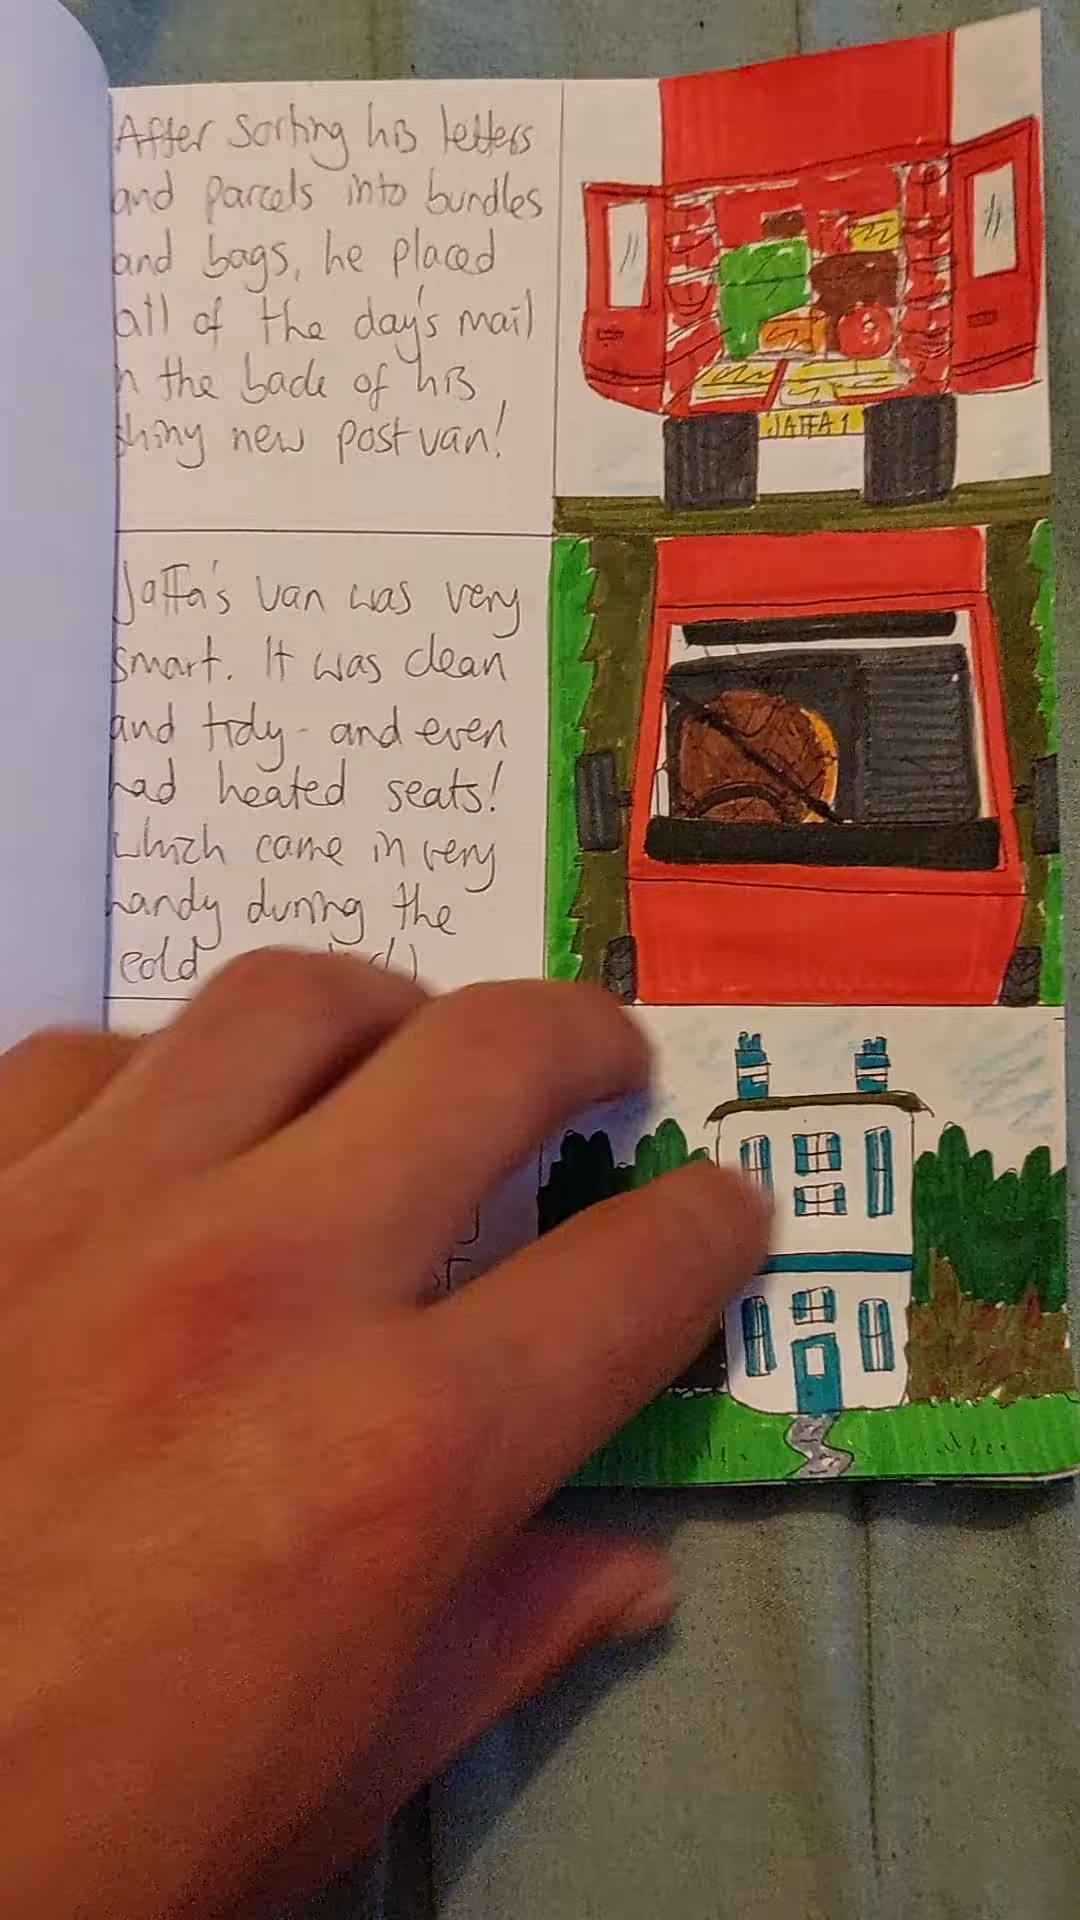 After sorting his letters
and parcels into bundles
and bags, he placed
all of the day's mail
in the back of his
shiny new post van!
JAFFA 1
Jaffa's van was very
smart. It was clean
and tidy - and even
had heated seats!
which came in very
handy during the
cold